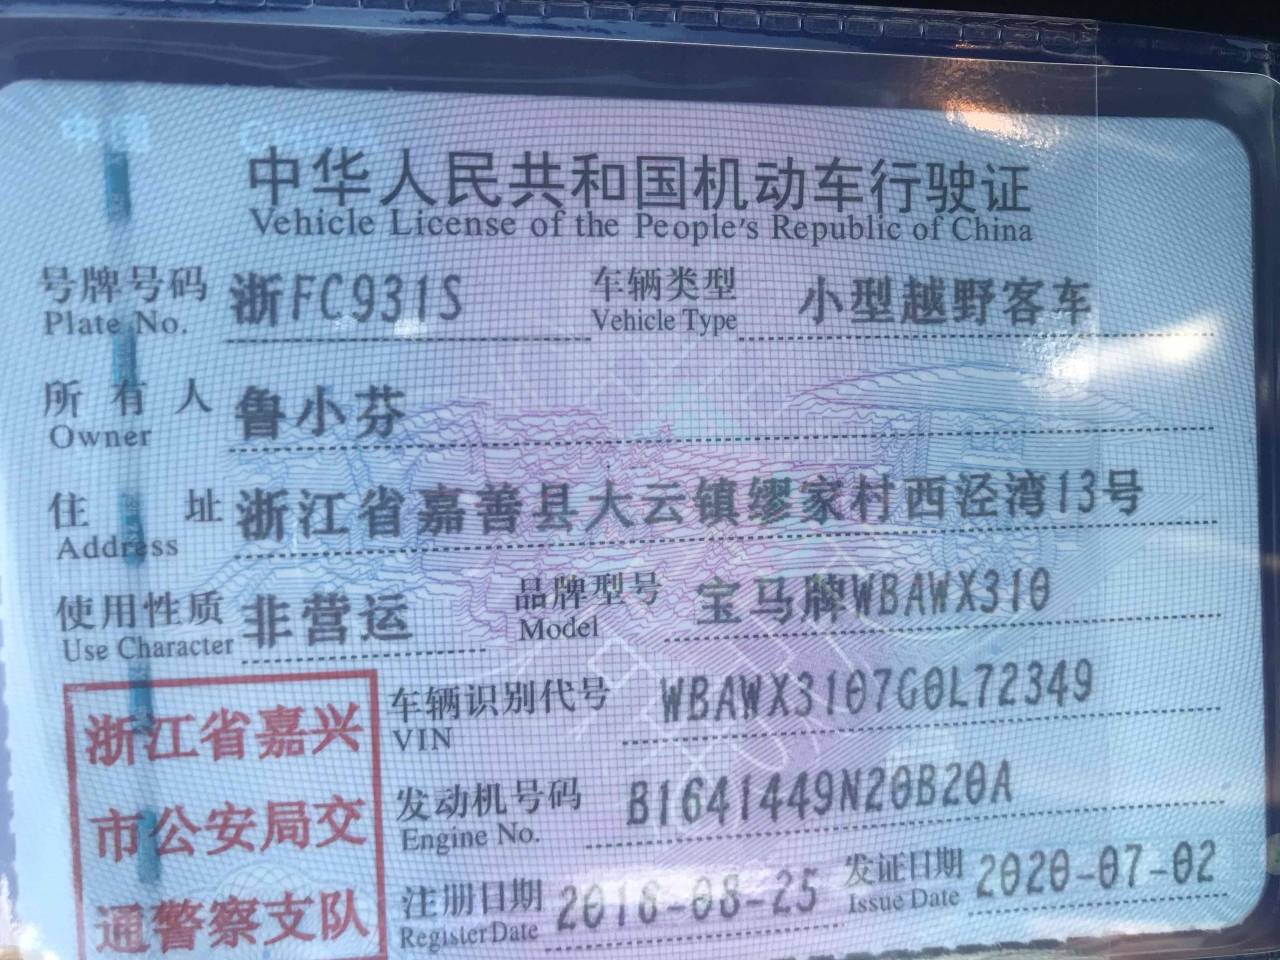 中华人民共和国机动车行驶证
Vehicle License of the People's Republic of China
号牌号码 浙FC931S 车辆类型 小型越野客车
Plate No. Vehicle Type
所有人 鲁小芬
Owner
住址 浙江省嘉善县大云镇缪家村西泾湾13号
Address
使用性质 非营运 品牌型号 宝马牌WBAWX310
Use Character Model
浙江省嘉兴
市公安局交
通警察支队
车辆识别代号 WBAWX3107G0L72349
VIN
发动机号码 B1641449N20B20A
Engine No.
注册日期 2016-08-25 发证日期 2020-07-02
Register Date Issue Date